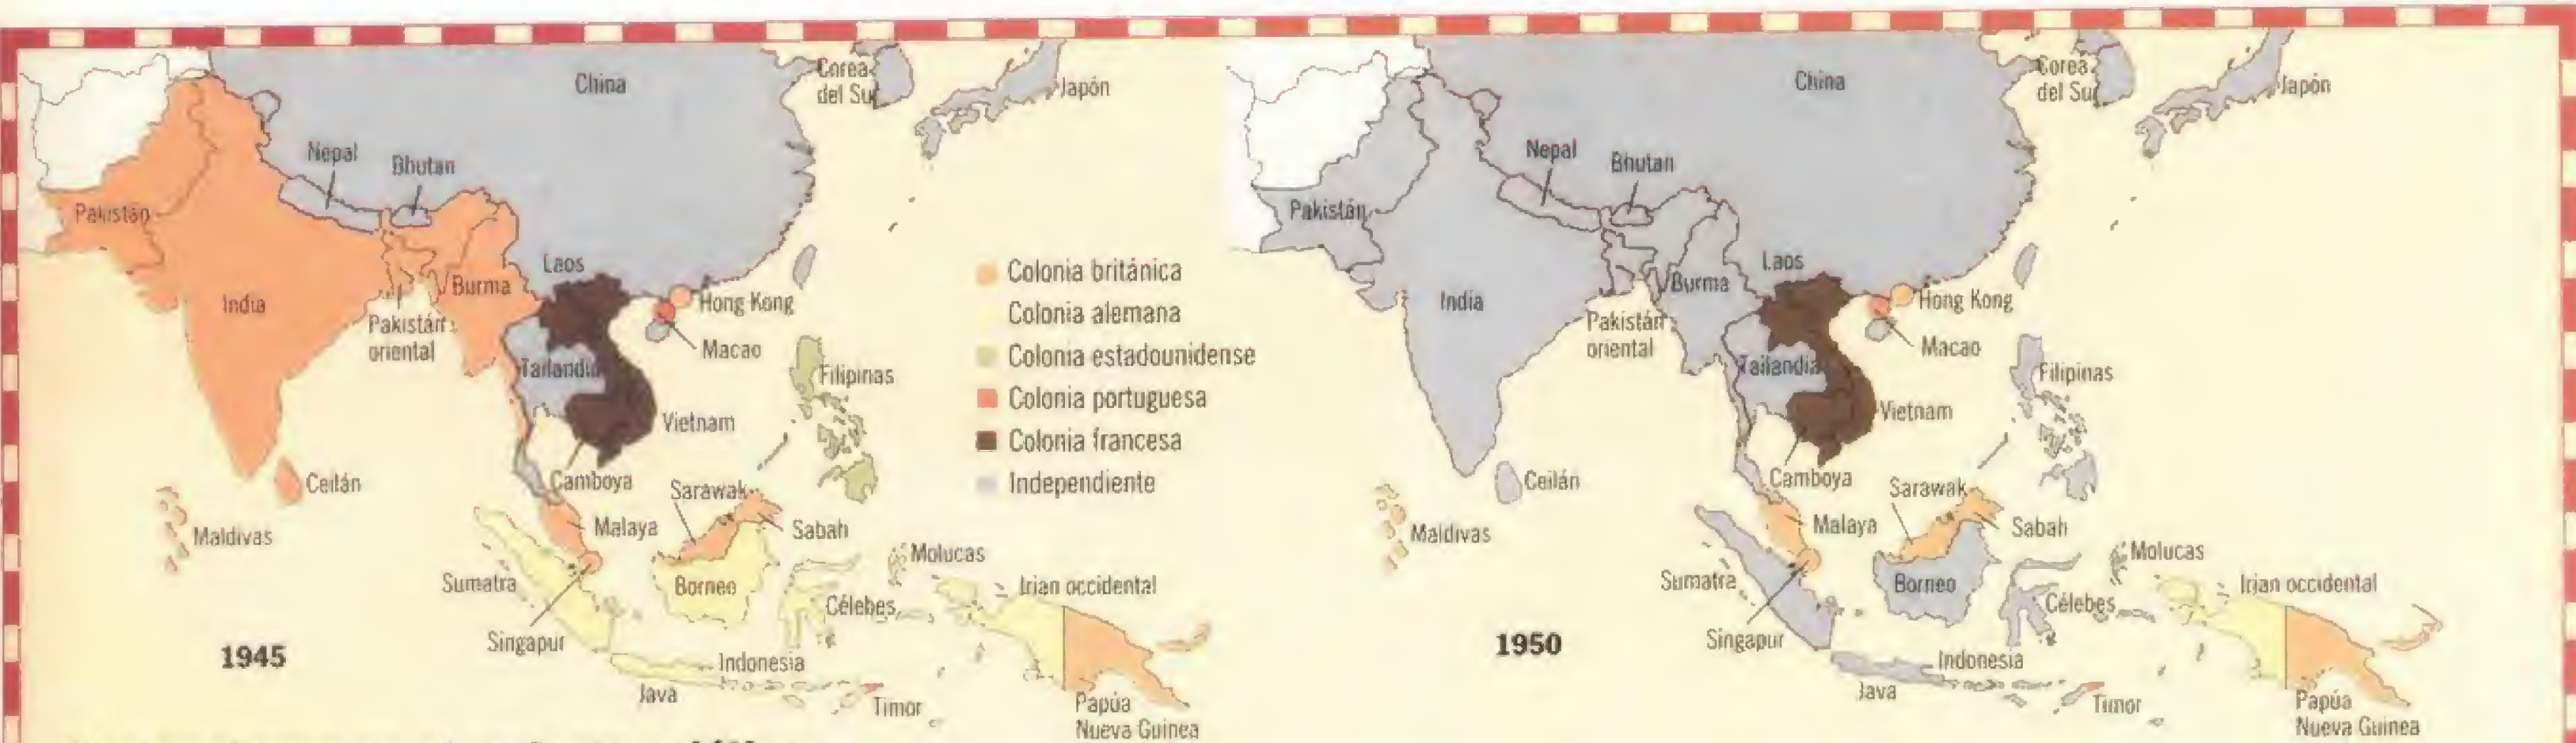 China
Corea
del Sur
Japón
Nepal
Bhutan
Pakistán
India
Burma
Laos
Pakistán
oriental
Hong Kong
Macao
Tailandia
Filipinas
Vietnam
Camboya
Ceilán
Maldivas
Sarawak
Malaya
Sabah
Sumatra
Borneo
Molucas
Irian occidental
Célebes
Singapur
1945
Indonesia
Java
Timor
Papúa
Nueva Guinea
Colonia británica
Colonia alemana
Colonia estadounidense
Colonia portuguesa
Colonia francesa
Independiente
China
Corea
del Sur
Japón
Nepal
Bhutan
Pakistán
India
Burma
Laos
Pakistán
oriental
Hong Kong
Macao
Tailandia
Filipinas
Vietnam
Camboya
Ceilán
Maldivas
Sarawak
Malaya
Sabah
Sumatra
Borneo
Molucas
Irian occidental
Célebes
Singapur
1950
Indonesia
Java
Timor
Papúa
Nueva Guinea